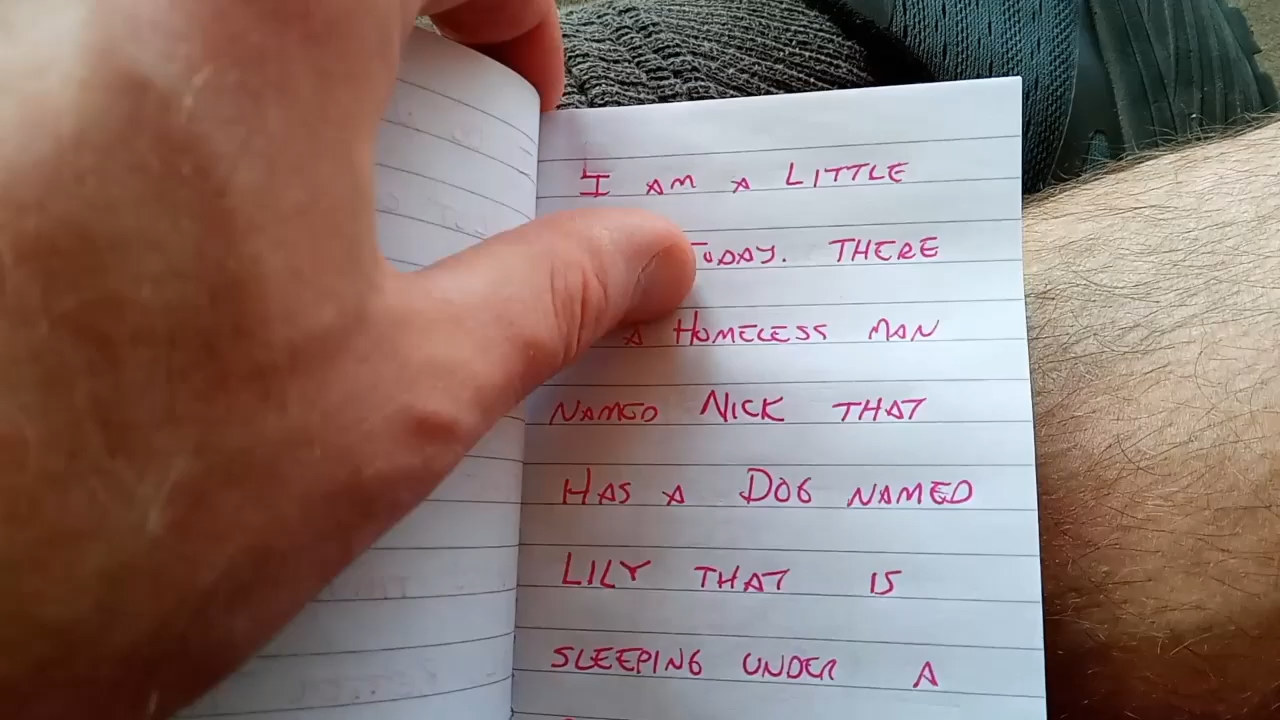 I AM A LITTLE
TODAY. THERE
A HOMELESS MAN
NAMED NICK THAT
HAS A DOG NAMED
LILY THAT IS
SLEEPING UNDER A